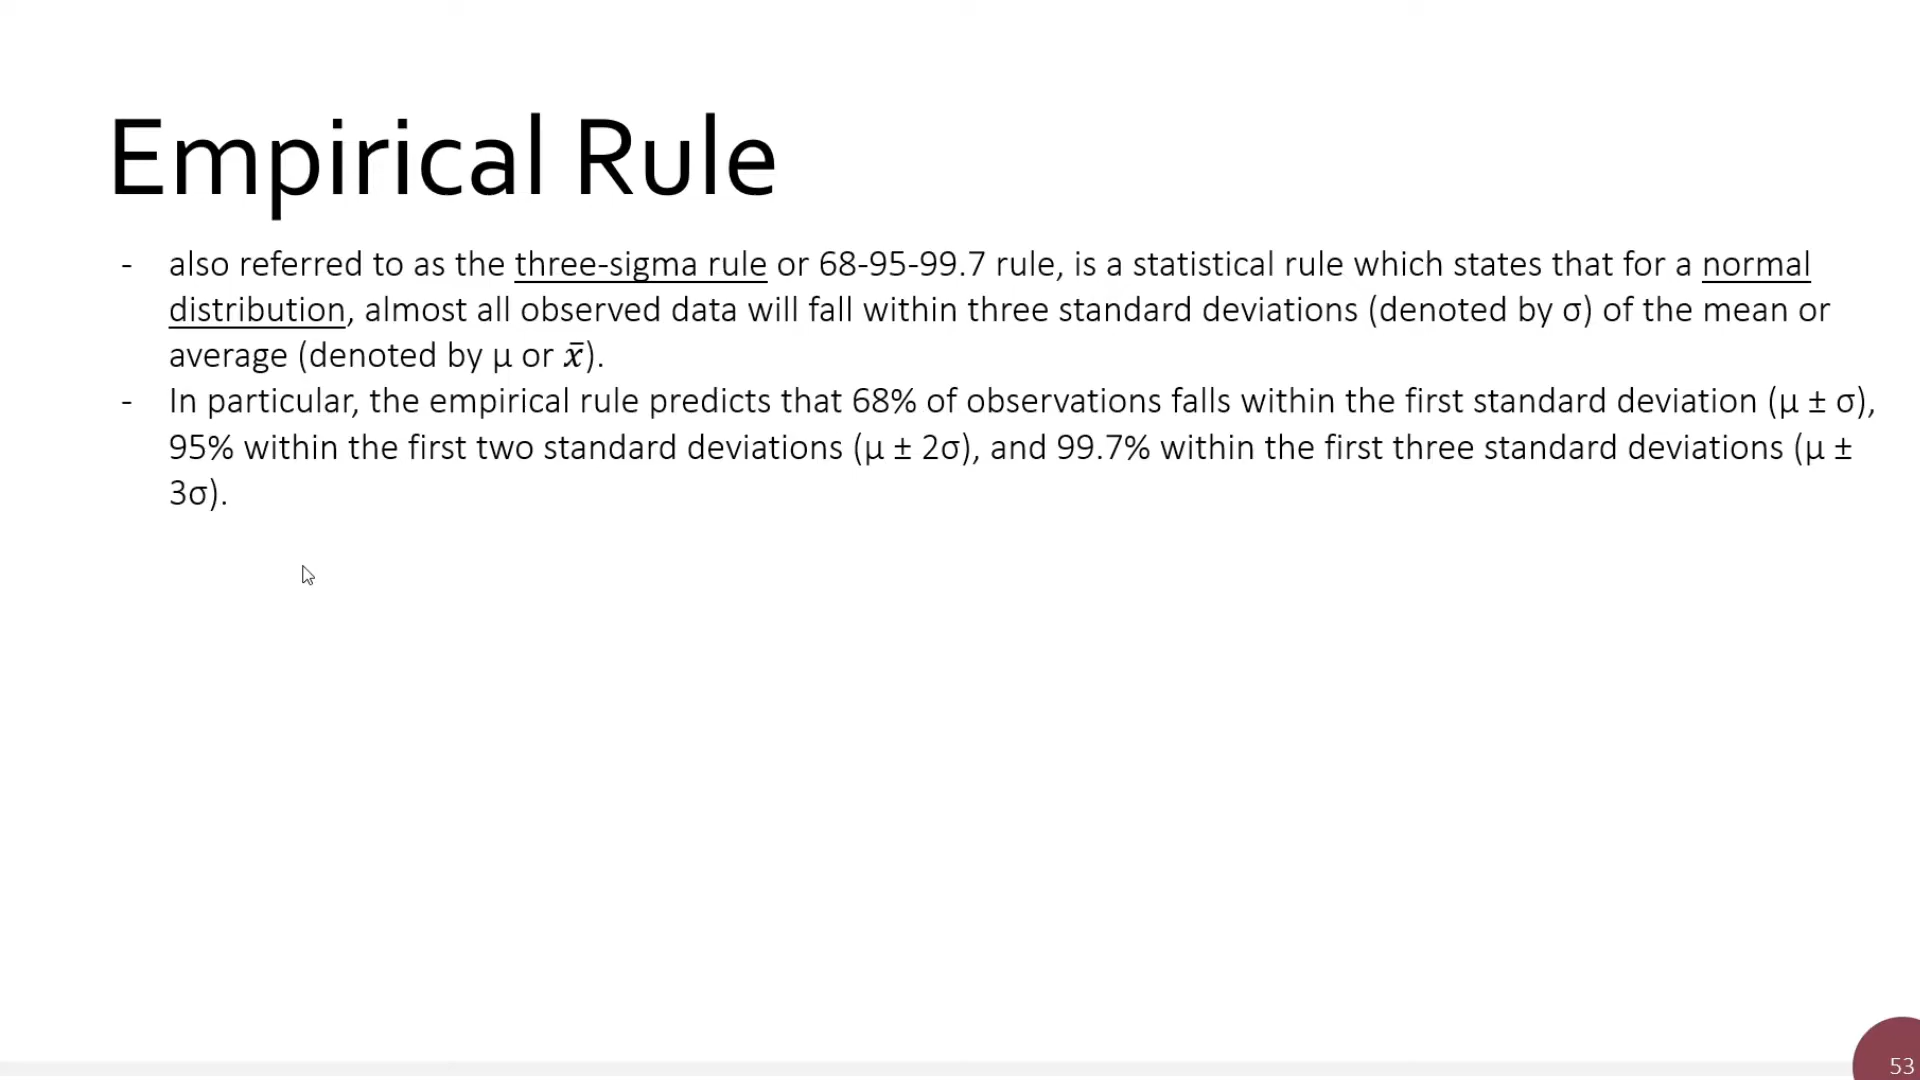 Empirical Rule
- also referred to as the three-sigma rule or 68-95-99.7 rule, is a statistical rule which states that for a normal
distribution, almost all observed data will fall within three standard deviations (denoted by σ) of the mean or
average (denoted by μ or x̄).
- In particular, the empirical rule predicts that 68% of observations falls within the first standard deviation (μ ± σ),
95% within the first two standard deviations (μ ± 2σ), and 99.7% within the first three standard deviations (μ ±
3σ).
53